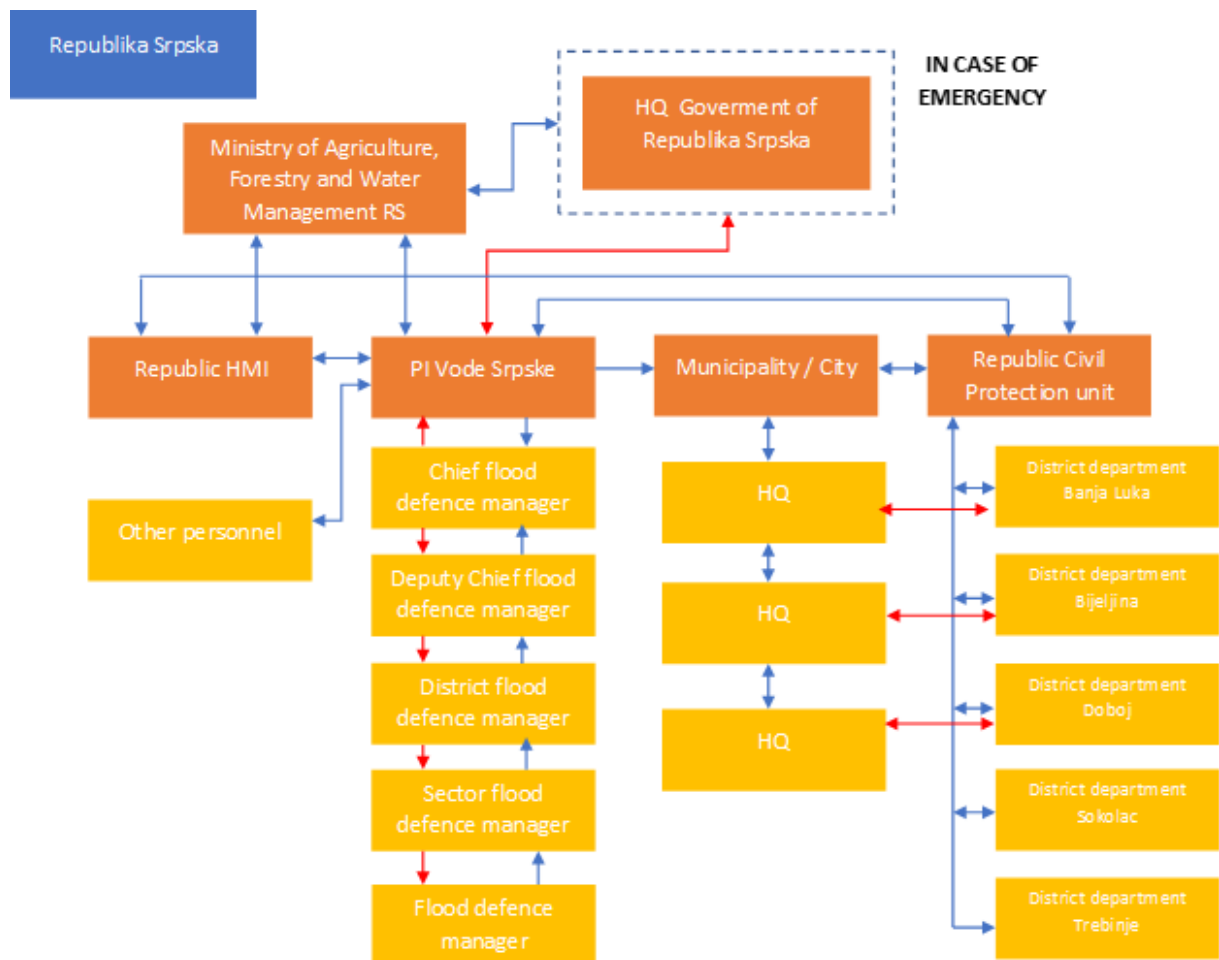 Republika Srpska
IN CASE OF
EMERGENCY
HQ Goverment of
Republika Srpska
Ministry of Agriculture,
Forestry and Water
Management RS
Republic HMI
PI Vode Srpske
Municipality / City
Republic Civil
Protection unit
Chief flood
defence manager
HQ
District department
Banja Luka
Other personnel
Deputy Chief flood
defence manager
HQ
District department
Bijeljina
District flood
defence manager
HQ
District department
Doboj
Sector flood
defence manager
District department
Sokolac
Flood defence
manager
District department
Trebinje